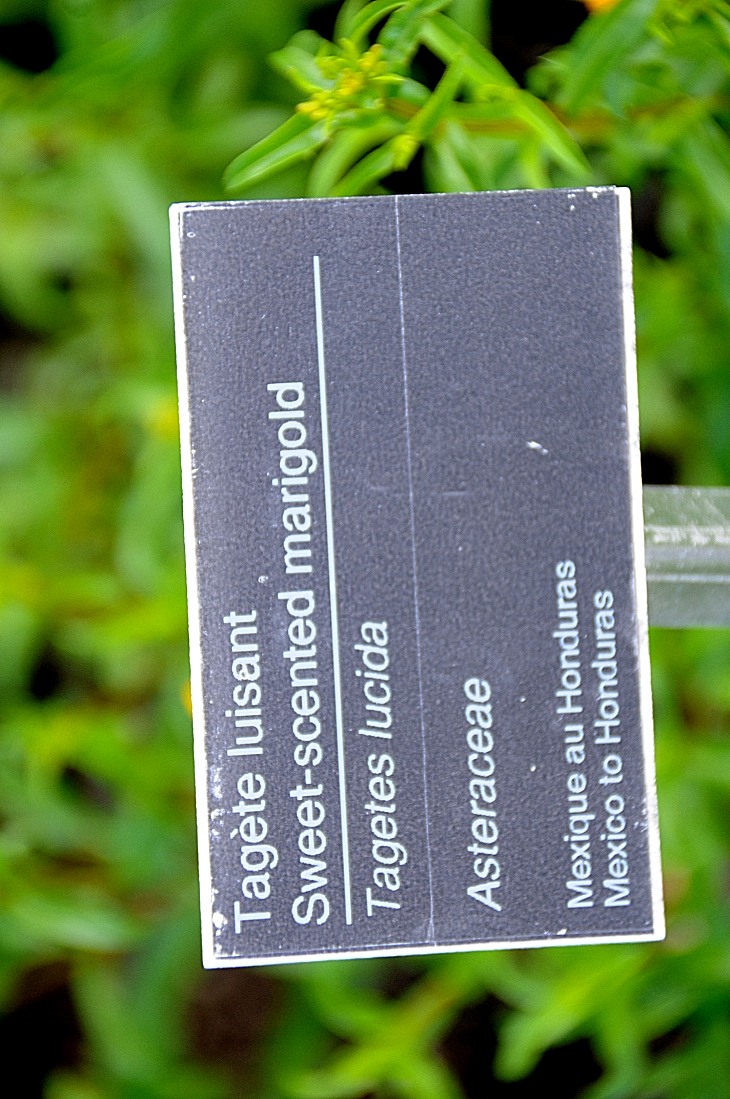 Tagète luisant
Sweet-scented marigold
Tagetes lucida
Asteraceae
Mexique au Honduras
Mexico to Honduras